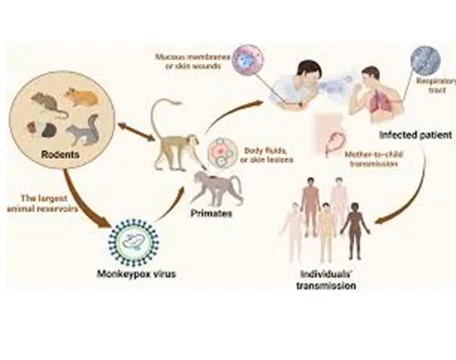 Mucous membranes
or skin wounds
Respiratory
tract
Infected patient
Rodents
Body fluids,
or skin lesions
Mother-to-child
transmission
The largest
animal reservoirs
Primates
Monkeypox virus
Individuals'
transmission